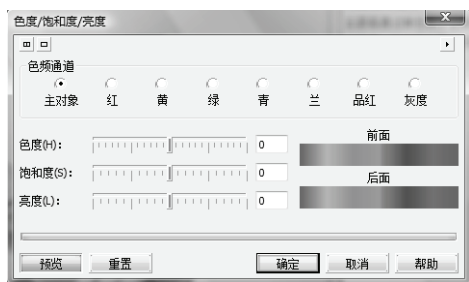 色度/饱和度/亮度
色频通道
主对象 红 黄 绿 青 兰 品红 灰度
色度(H): 0
饱和度(S): 0
亮度(L): 0
前面
后面
预览 重置 确定 取消 帮助